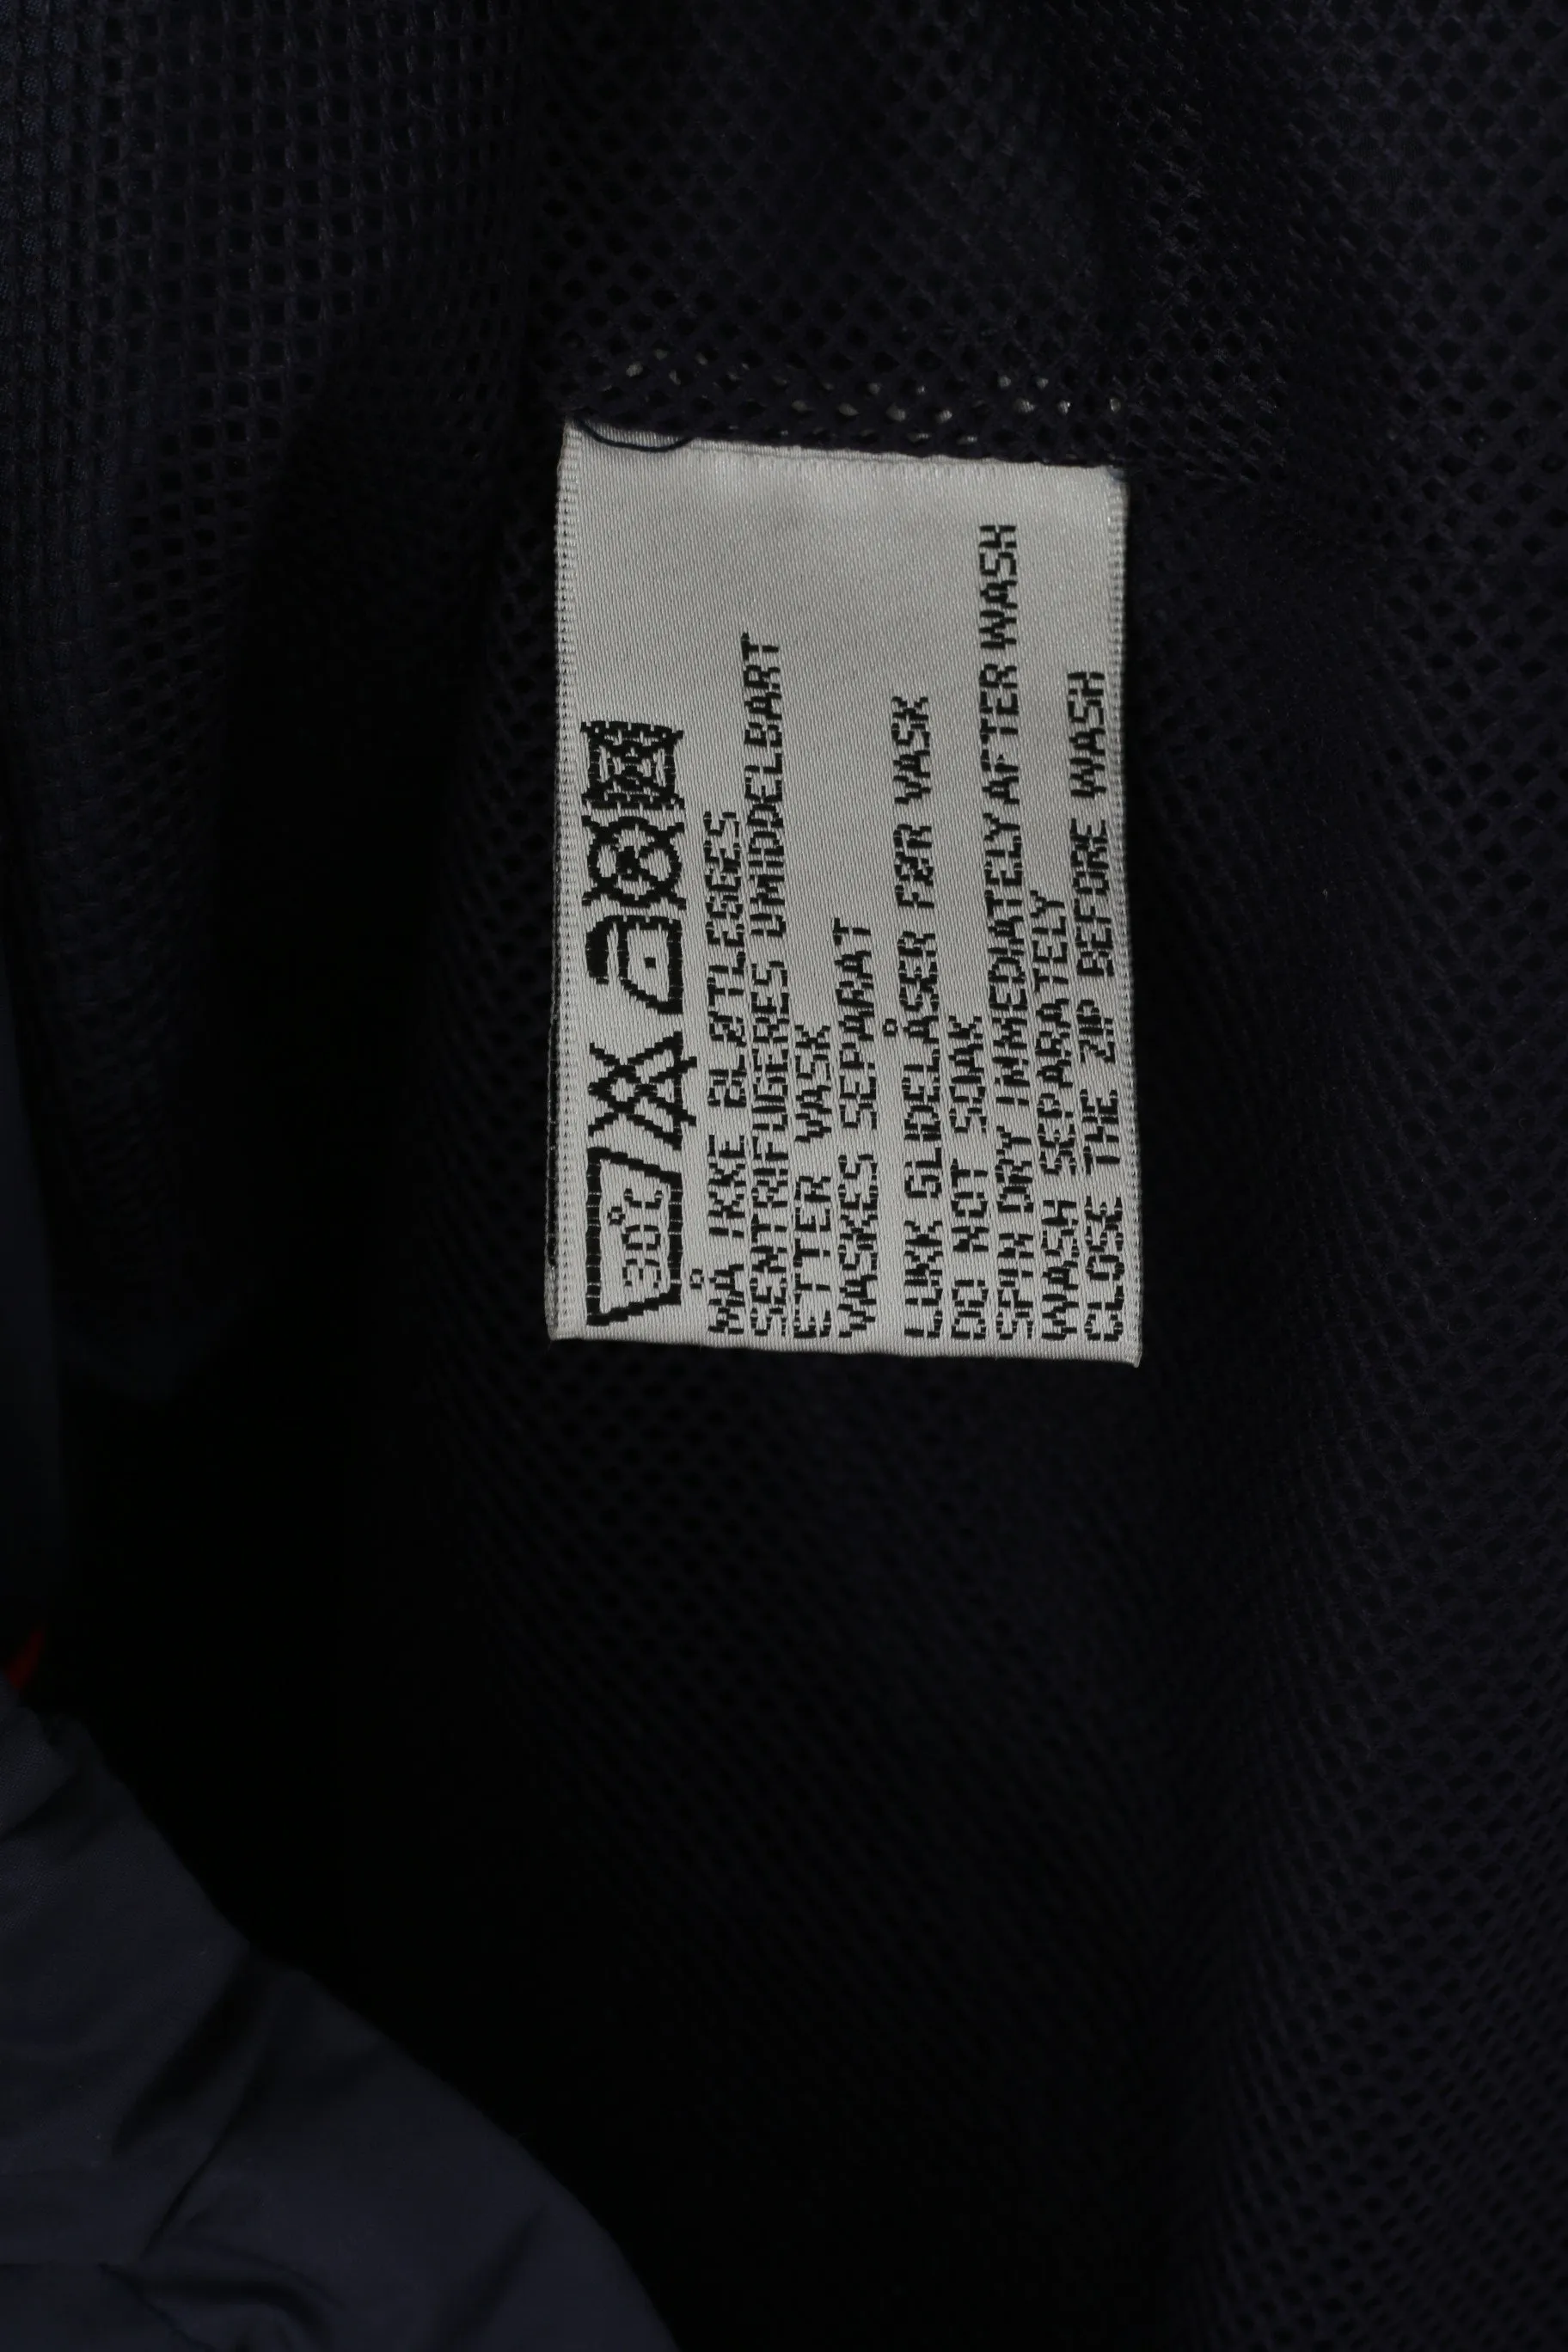 30°C
MÅ IKKE BLØTLEGGES
SENTRIFUGERES UMIDDELBART
ETTER VASK
VASKES SEPARAT
LUKK GLIDELÅSER FØR VASK
DO NOT SOAK
SPIN DRY IMMEDIATELY AFTER WASH
WASH SEPARATELY
CLOSE THE ZIP BEFORE WASH